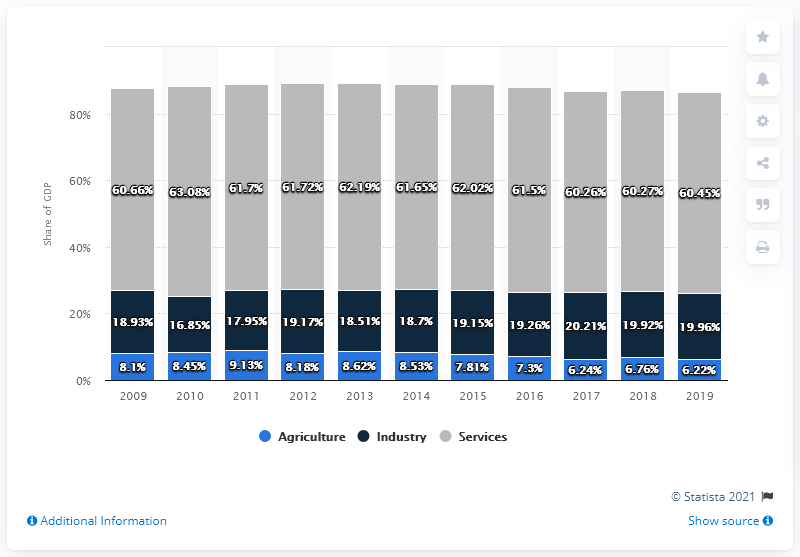 Share of GDP
80%
60%
40%
20%
0%
60.66% 63.08% 61.7% 61.72% 62.19% 61.65% 62.02% 61.5% 60.26% 60.27% 60.45%
18.93% 16.85% 17.95% 19.17% 18.51% 18.7% 19.15% 19.26% 20.21% 19.92% 19.96%
8.1% 8.45% 9.13% 8.18% 8.62% 8.53% 7.81% 7.3% 6.24% 6.76% 6.22%
2009 2010 2011 2012 2013 2014 2015 2016 2017 2018 2019
Agriculture Industry Services
© Statista 2021
Additional Information Show source